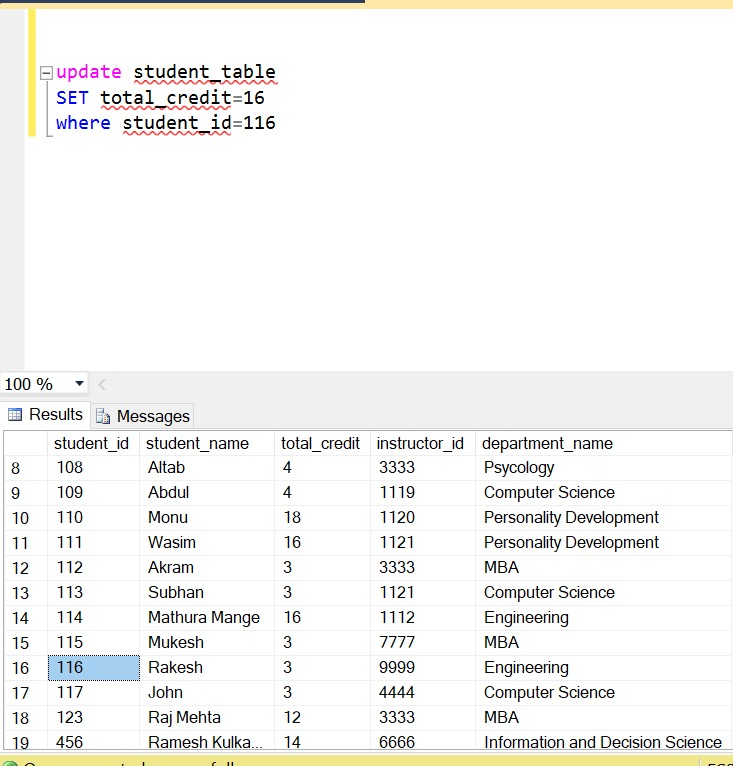 update student_table
SET total_credit=16
where student_id=116
100 %
Results Messages
student_id student_name total_credit instructor_id department_name
8 108 Altab 4 3333 Psycology
9 109 Abdul 4 1119 Computer Science
10 110 Monu 18 1120 Personality Development
11 111 Wasim 16 1121 Personality Development
12 112 Akram 3 3333 MBA
13 113 Subhan 3 1121 Computer Science
14 114 Mathura Mange 16 1112 Engineering
15 115 Mukesh 3 7777 MBA
16 116 Rakesh 3 9999 Engineering
17 117 John 3 4444 Computer Science
18 123 Raj Mehta 12 3333 MBA
19 456 Ramesh Kulka... 14 6666 Information and Decision Science